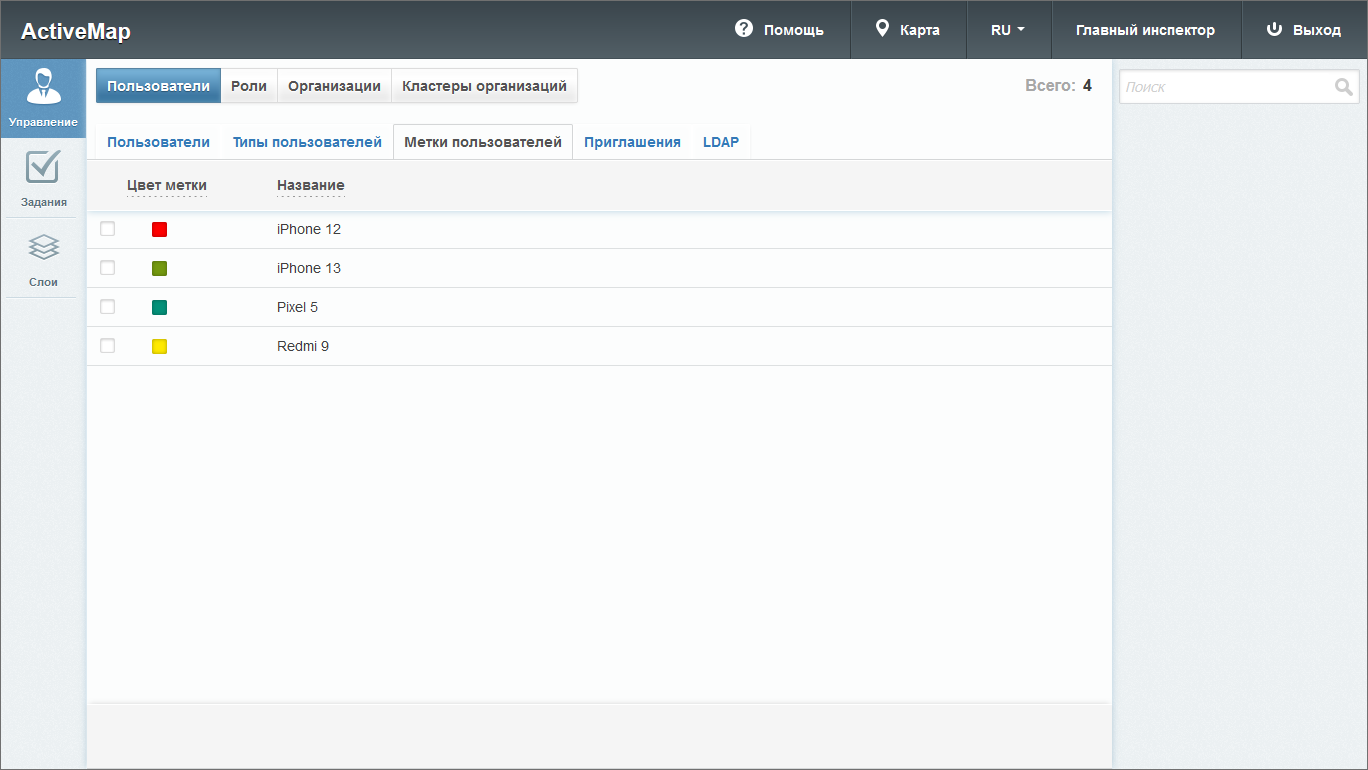 ActiveMap
Помощь
Карта
RU
Главный инспектор
Выход
Управление
Задания
Слои
Пользователи Роли Организации Кластеры организаций
Всего: 4
Поиск
Пользователи Типы пользователей Метки пользователей Приглашения LDAP
Цвет метки Название
iPhone 12
iPhone 13
Pixel 5
Redmi 9